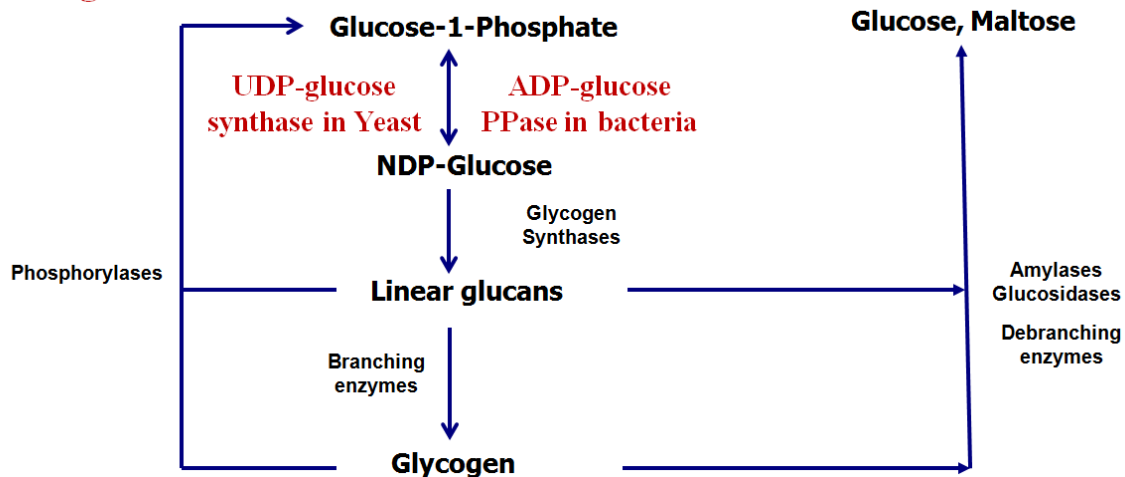 Glucose-1-Phosphate
Glucose, Maltose
UDP-glucose
synthase in Yeast
ADP-glucose
PPase in bacteria
NDP-Glucose
Glycogen
Synthases
Phosphorylases
Linear glucans
Amylases
Glucosidases
Debranching
enzymes
Branching
enzymes
Glycogen